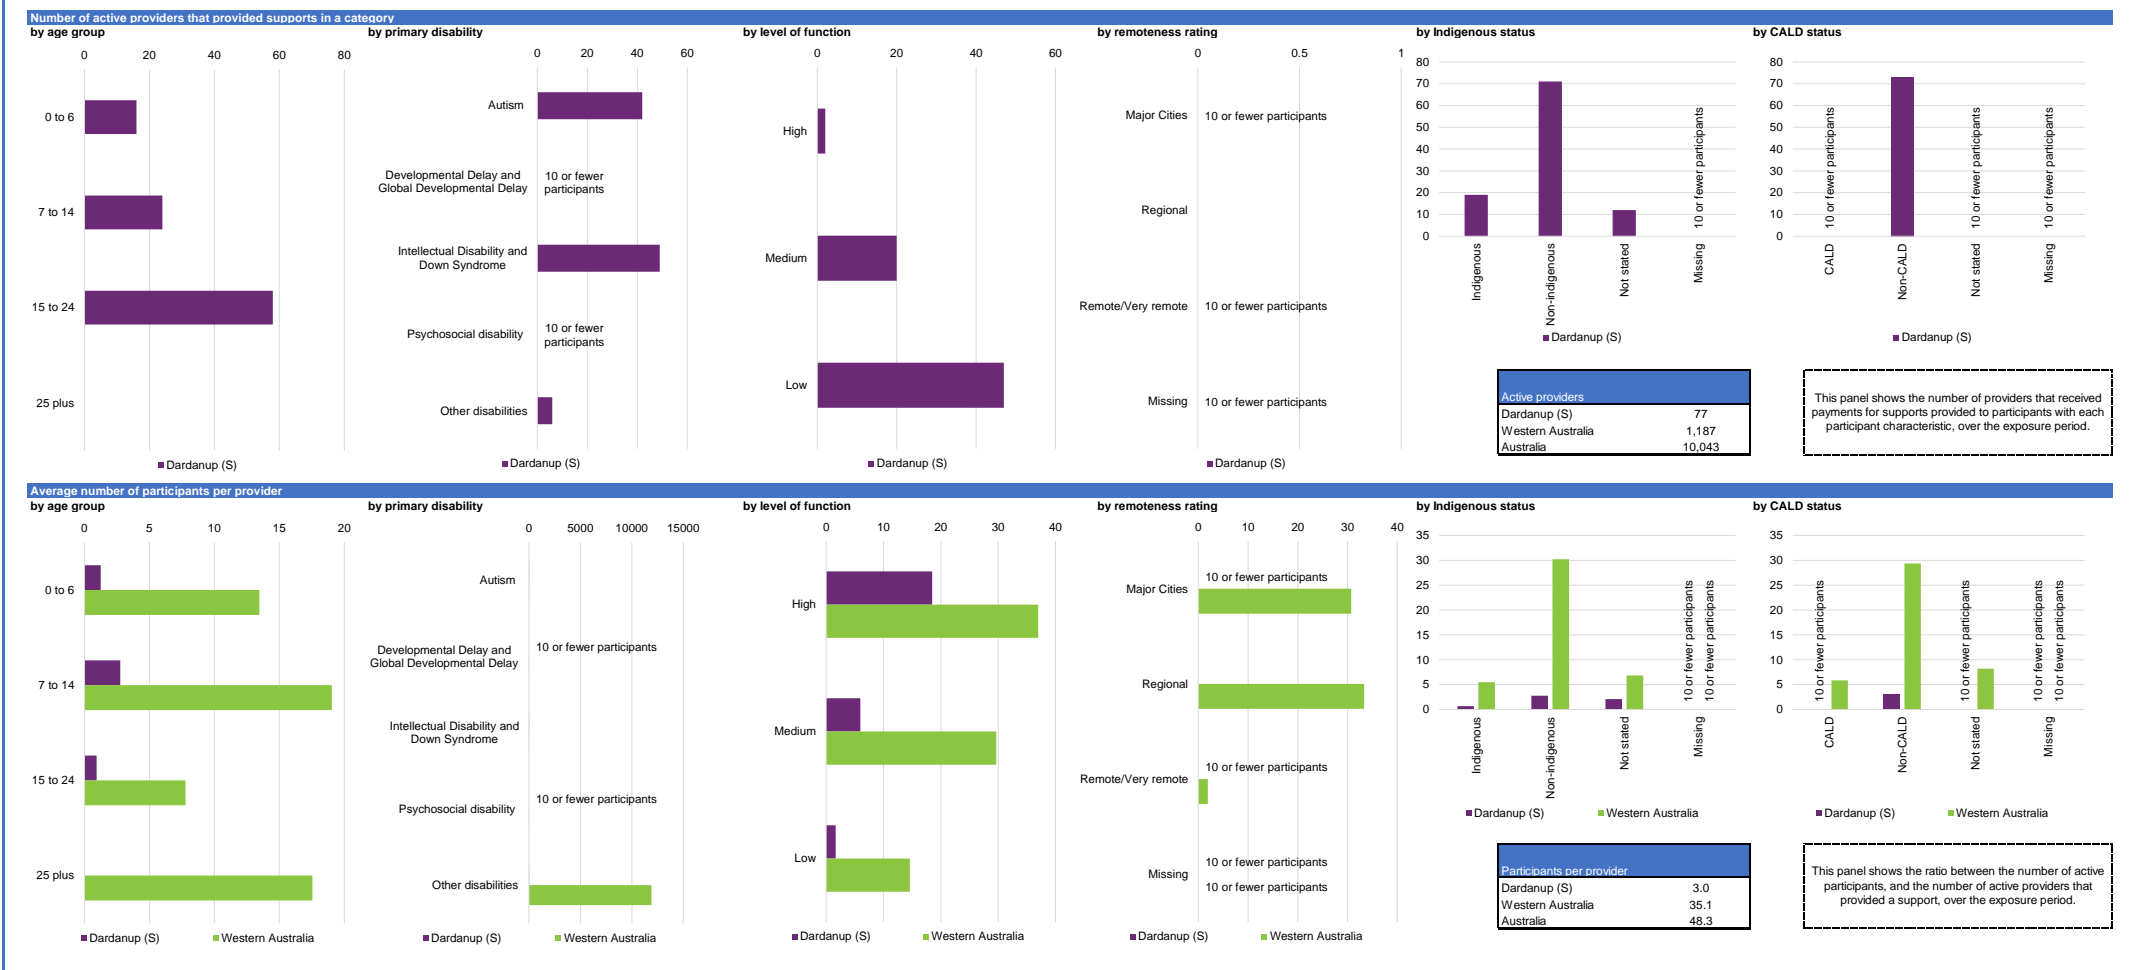 Number of active providers that provided supports in a category
by age group
0 20 40 60 80
0 to 6
7 to 14
15 to 24
25 plus
Dardanup (S)
by primary disability
0 20 40 60
Autism
Developmental Delay and
Global Developmental Delay
10 or fewer
participants
Intellectual Disability and
Down Syndrome
Psychosocial disability
10 or fewer
participants
Other disabilities
Dardanup (S)
by level of function
0 20 40 60
High
Medium
Low
Dardanup (S)
by remoteness rating
0 0.5 1
Major Cities 10 or fewer participants
Regional
Remote/Very remote 10 or fewer participants
Missing 10 or fewer participants
Dardanup (S)
by Indigenous status
80
70
60
50
40
30
20
10
0
10 or fewer participants
Indigenous
Non-indigenous
Not stated
Missing
Dardanup (S)
by CALD status
80
70
60
50
40
30
20
10
0
10 or fewer participants
10 or fewer participants
10 or fewer participants
CALD
Non-CALD
Not stated
Missing
Dardanup (S)
Active providers
Dardanup (S) 77
Western Australia 1,187
Australia 10,043
This panel shows the number of providers that received
payments for supports provided to participants with each
participant characteristic, over the exposure period.
Average number of participants per provider
by age group
0 5 10 15 20
0 to 6
7 to 14
15 to 24
25 plus
Dardanup (S) Western Australia
by primary disability
0 5000 10000 15000
Autism
Developmental Delay and
Global Developmental Delay
10 or fewer participants
Intellectual Disability and
Down Syndrome
Psychosocial disability
10 or fewer participants
Other disabilities
Dardanup (S) Western Australia
by level of function
0 10 20 30 40
High
Medium
Low
Dardanup (S) Western Australia
by remoteness rating
0 10 20 30 40
10 or fewer participants
Major Cities
Regional
10 or fewer participants
Remote/Very remote
10 or fewer participants
Missing
10 or fewer participants
Dardanup (S) Western Australia
by Indigenous status
35
30
25
20
15
10
5
0
10 or fewer participants
10 or fewer participants
Indigenous
Non-indigenous
Not stated
Missing
Dardanup (S) Western Australia
by CALD status
35
30
25
20
15
10
5
0
10 or fewer participants
10 or fewer participants
10 or fewer participants
10 or fewer participants
CALD
Non-CALD
Not stated
Missing
Dardanup (S) Western Australia
Participants per provider
Dardanup (S) 3.0
Western Australia 35.1
Australia 48.3
This panel shows the ratio between the number of active
participants, and the number of active providers that
provided a support, over the exposure period.